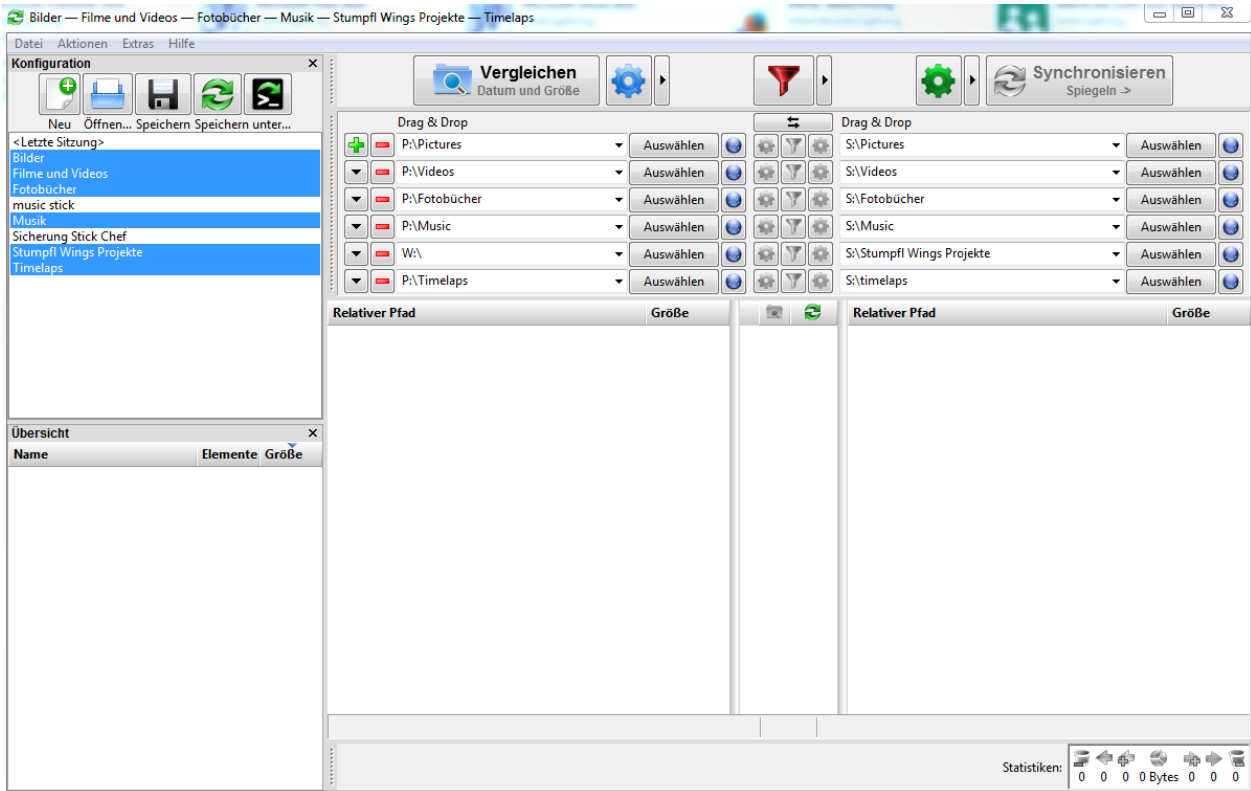 Bilder — Filme und Videos — Fotobücher — Musik — Stumpfl Wings Projekte — Timelaps
Datei Aktionen Extras Hilfe
Konfiguration
Neu Öffnen... Speichern Speichern unter...
<Letzte Sitzung>
Bilder
Filme und Videos
Fotobücher
music stick
Musik
Sicherung Stick Chef
Stumpfl Wings Projekte
Timelaps
Übersicht
Name Elemente Größe
Vergleichen
Datum und Größe
Synchronisieren
Spiegeln ->
Drag & Drop Drag & Drop
P:\Pictures Auswählen S:\Pictures Auswählen
P:\Videos Auswählen S:\Videos Auswählen
P:\Fotobücher Auswählen S:\Fotobücher Auswählen
P:\Music Auswählen S:\Music Auswählen
W:\ Auswählen S:\Stumpfl Wings Projekte Auswählen
P:\Timelaps Auswählen S:\timelaps Auswählen
Relativer Pfad Größe Relativer Pfad Größe
Statistiken: 0 0 0 0 Bytes 0 0 0